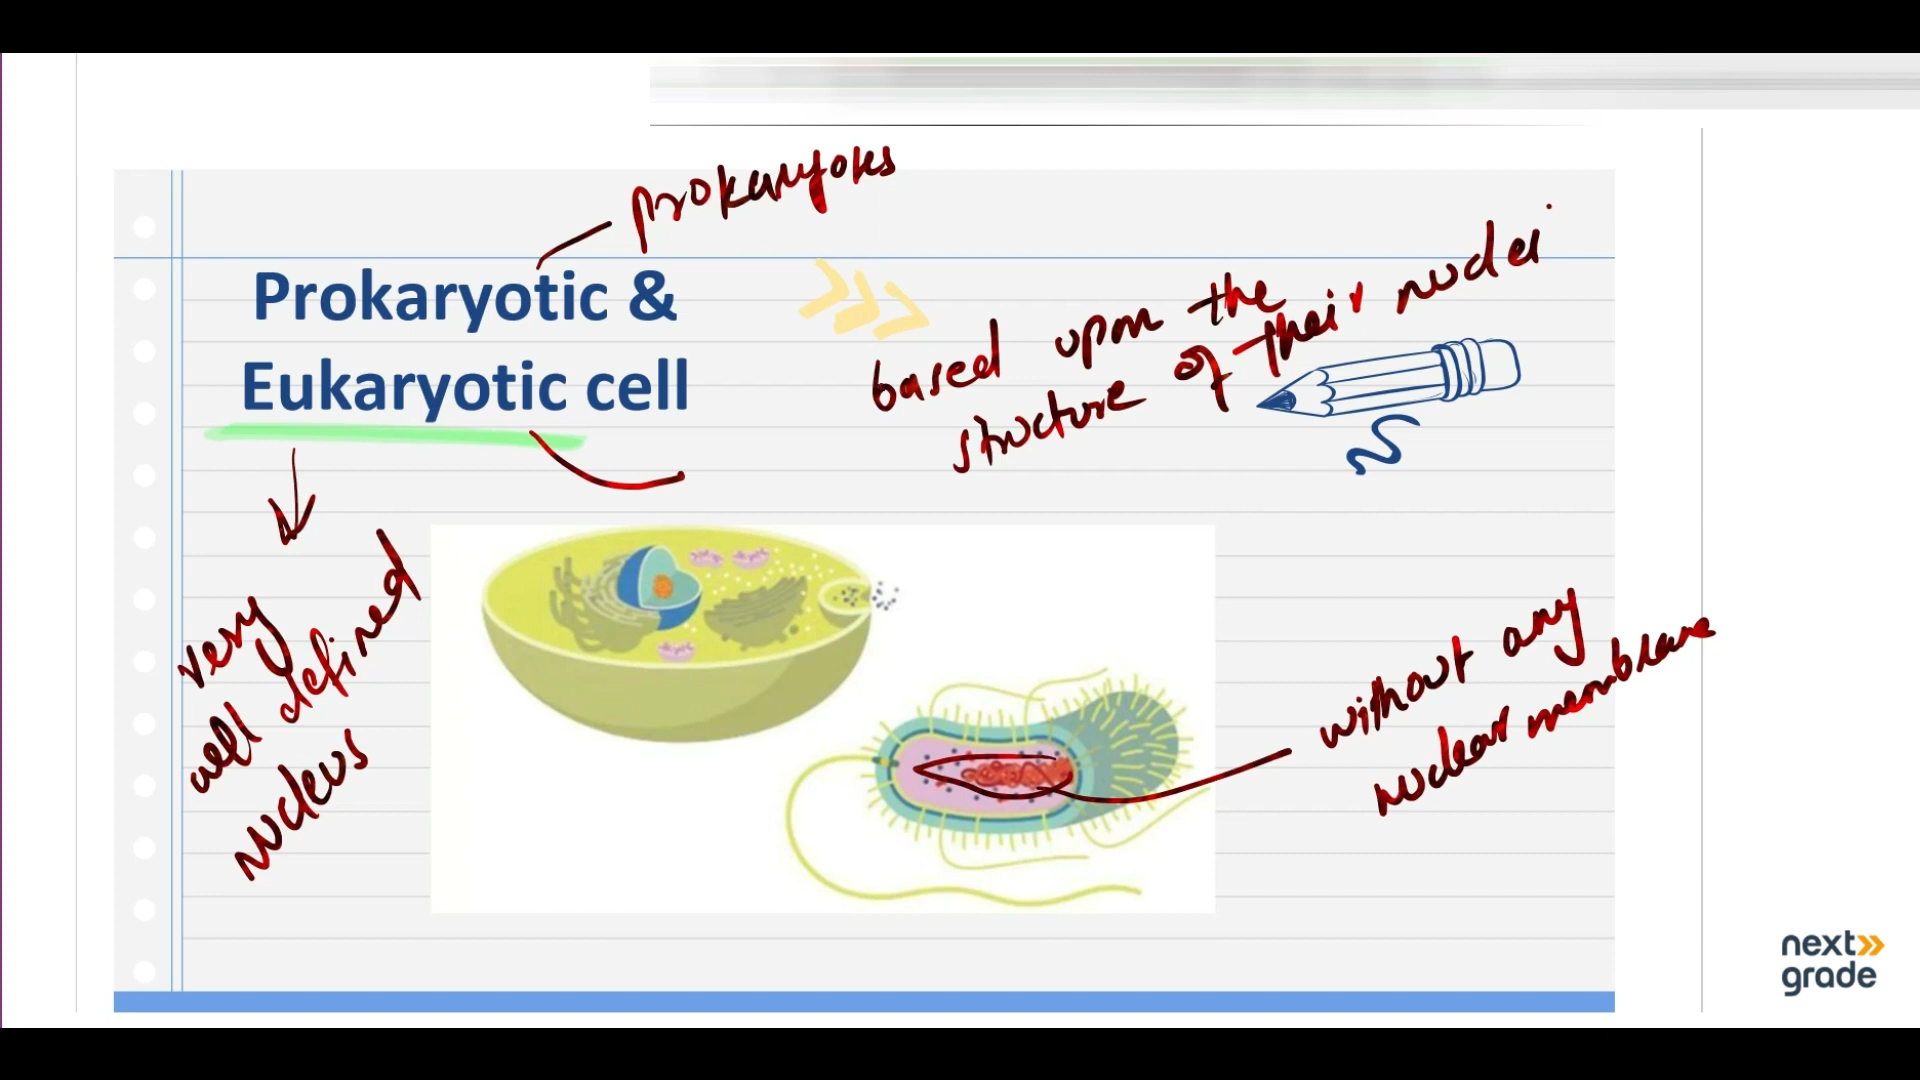 prokaryotes
Prokaryotic &
Eukaryotic cell
based upon the
structure of their nuclei
very
well defined
nucleus
without any
nuclear membrane
next
grade